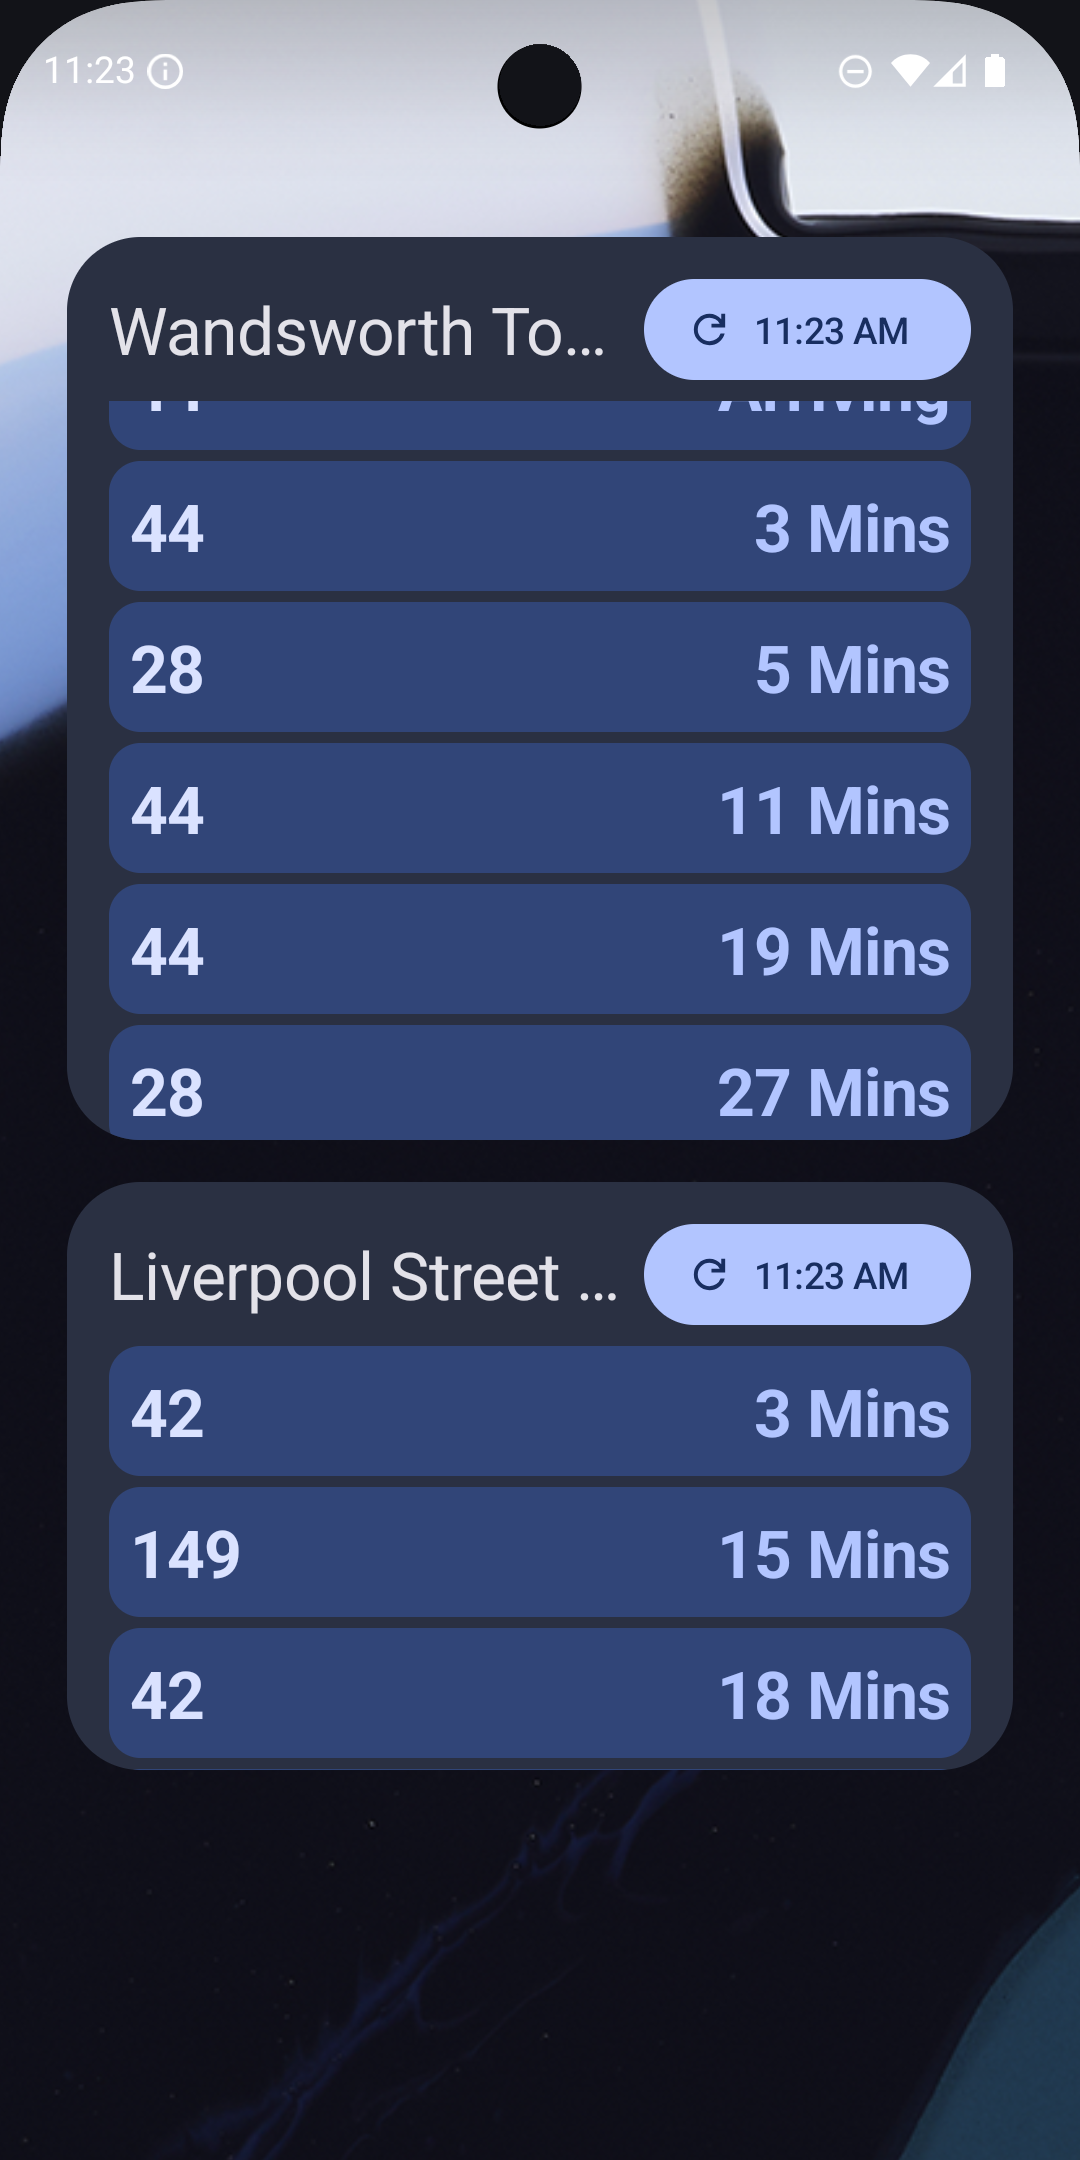 11:23
Wandsworth To...
11:23 AM
Arriving
44 3 Mins
28 5 Mins
44 11 Mins
44 19 Mins
28 27 Mins
Liverpool Street ...
11:23 AM
42 3 Mins
149 15 Mins
42 18 Mins